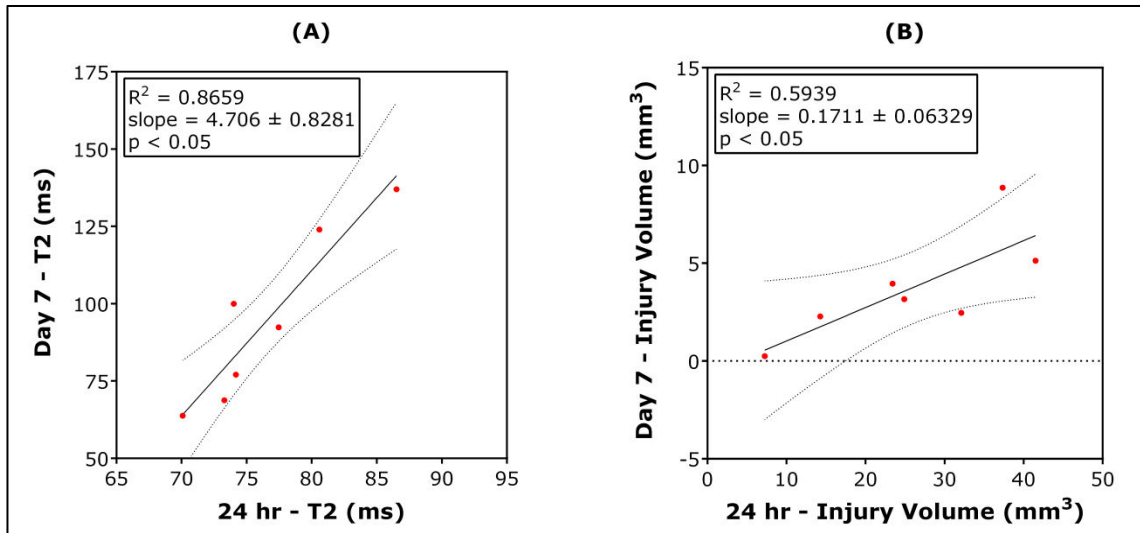 (A)
R² = 0.8659
slope = 4.706 ± 0.8281
p < 0.05
Day 7 - T2 (ms)
175
150
125
100
75
50
65 70 75 80 85 90 95
24 hr - T2 (ms)
(B)
R² = 0.5939
slope = 0.1711 ± 0.06329
p < 0.05
Day 7 - Injury Volume (mm³)
15
10
5
0
-5
0 10 20 30 40 50
24 hr - Injury Volume (mm³)